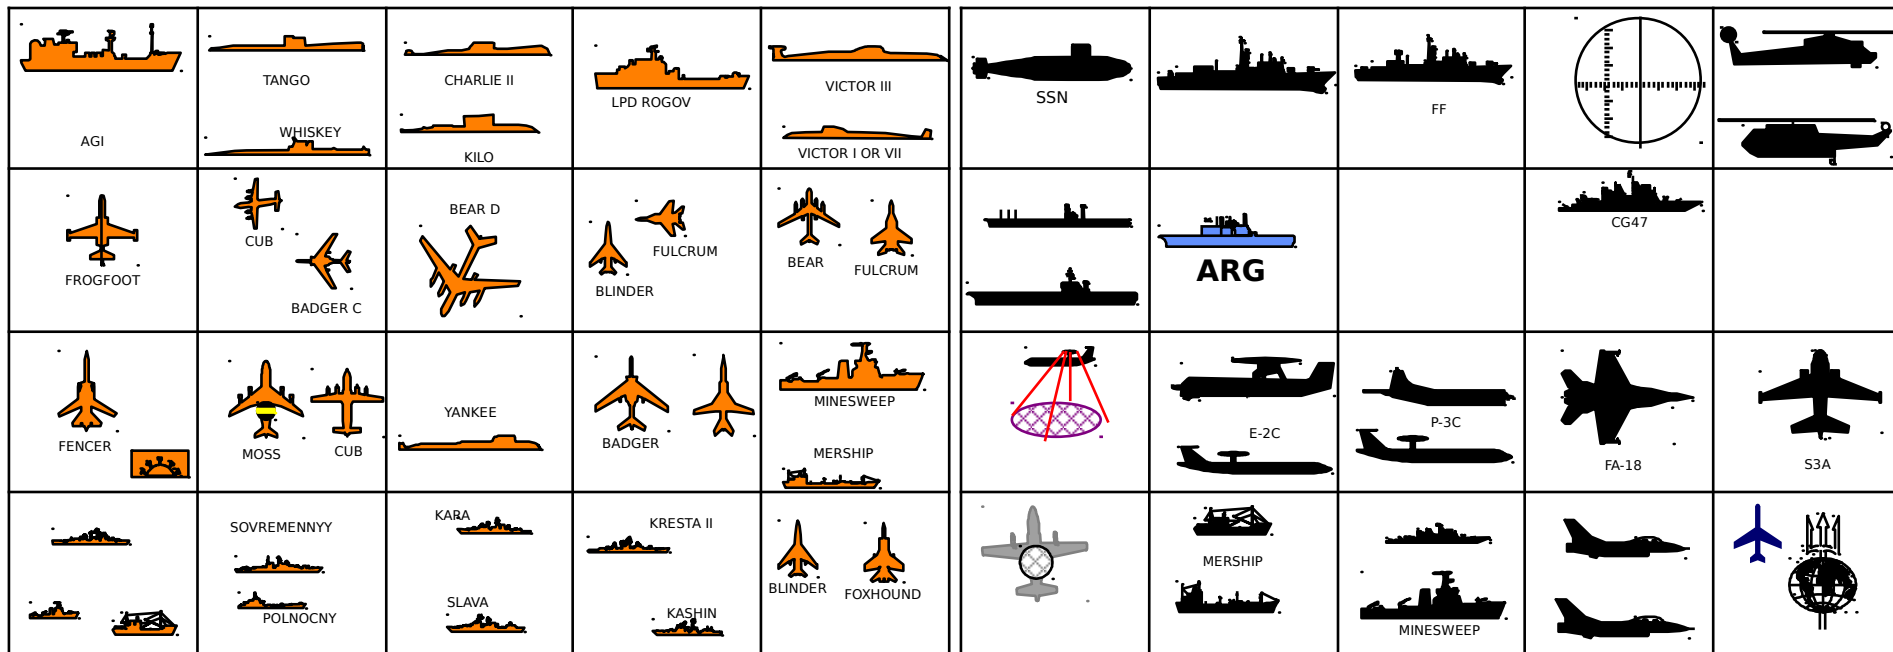 AGI
TANGO
WHISKEY
CHARLIE II
KILO
LPD ROGOV
VICTOR III
VICTOR I OR VII
SSN
FF
FROGFOOT
CUB
BADGER C
BEAR D
BLINDER
FULCRUM
BEAR
FULCRUM
ARG
CG47
FENCER
MOSS
CUB
YANKEE
BADGER
MINESWEEP
MERSHIP
E-2C
P-3C
FA-18
S3A
SOVREMENNYY
POLNOCNY
KARA
SLAVA
KRESTA II
KASHIN
BLINDER
FOXHOUND
MERSHIP
MINESWEEP